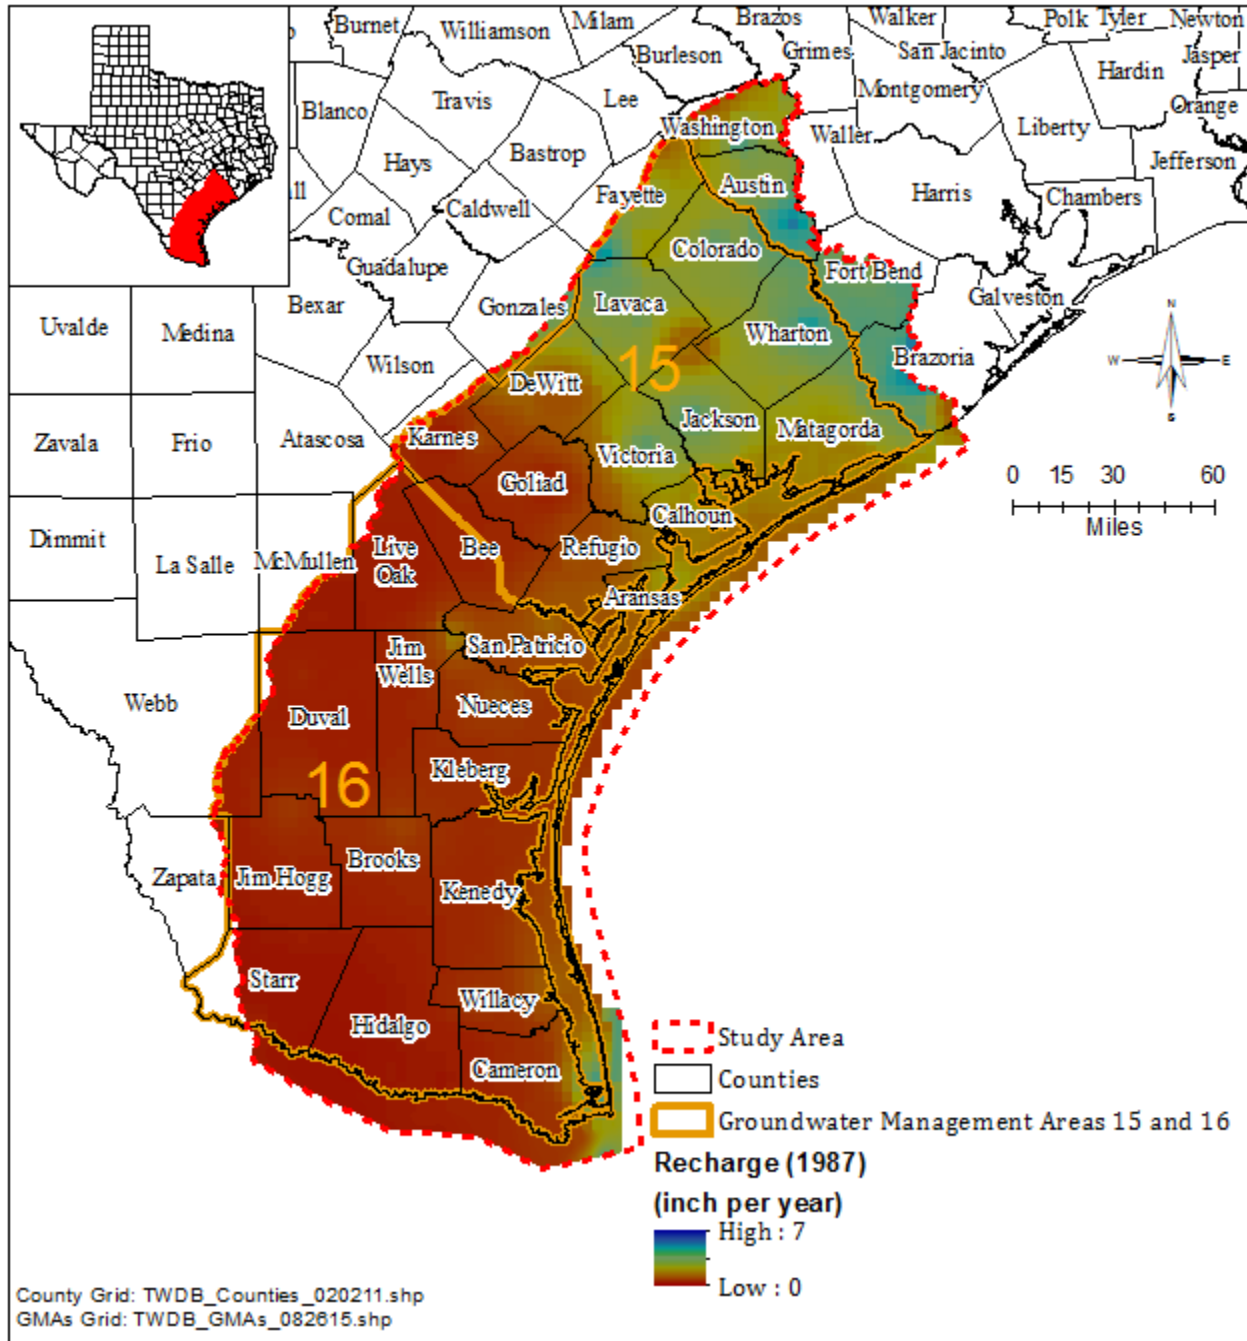 Burnet
Williamson
Milam
Brazos
Walker
Polk
Tyler
Newton
Burleson
Grimes
San Jacinto
Jasper
Hardin
Montgomery
Blanco
Travis
Lee
Orange
Washington
Waller
Liberty
Hays
Bastrop
Jefferson
Austin
Harris
Chambers
Comal
Caldwell
Fayette
Colorado
Guadalupe
Fort Bend
Bexar
Gonzales
Lavaca
Galveston
Uvalde
Medina
Wharton
Wilson
15
Brazoria
N
W
E
S
DeWitt
Jackson
Matagorda
Zavala
Frio
Atascosa
Karnes
Victoria
Goliad
0 15 30 60
Miles
Calhoun
Dimmit
La Salle
McMullen
Live
Oak
Bee
Refugio
Aransas
San Patricio
Jim
Wells
Webb
Duval
Nueces
16
Kleberg
Zapata
Jim Hogg
Brooks
Kenedy
Starr
Willacy
Hidalgo
Cameron
Study Area
Counties
Groundwater Management Areas 15 and 16
Recharge (1987)
(inch per year)
High : 7
Low : 0
County Grid: TWDB_Counties_020211.shp
GMAs Grid: TWDB_GMAs_082615.shp